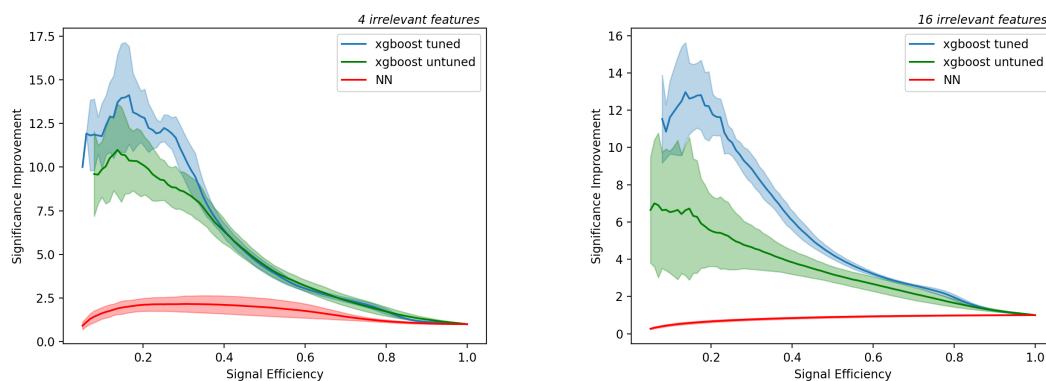 4 irrelevant features
17.5
15.0
12.5
10.0
7.5
5.0
2.5
0.0
Significance Improvement
xgboost tuned
xgboost untuned
NN
0.2
0.4
0.6
0.8
1.0
Signal Efficiency
16 irrelevant features
16
14
12
10
8
6
4
2
0
Significance Improvement
xgboost tuned
xgboost untuned
NN
0.2
0.4
0.6
0.8
1.0
Signal Efficiency